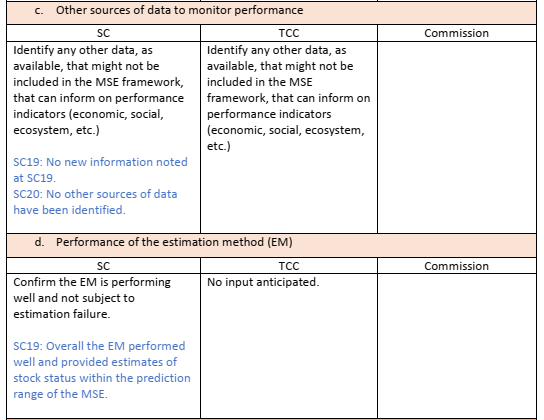 c. Other sources of data to monitor performance
SC TCC Commission
Identify any other data, as
available, that might not be
included in the MSE framework,
that can inform on performance
indicators (economic, social,
ecosystem, etc.)
SC19: No new information noted
at SC19.
SC20: No other sources of data
have been identified.
Identify any other data, as
available, that might not be
included in the MSE
framework, that can inform on
performance indicators
(economic, social, ecosystem,
etc.)
d. Performance of the estimation method (EM)
SC TCC Commission
Confirm the EM is performing
well and not subject to
estimation failure.
SC19: Overall the EM performed
well and provided estimates of
stock status within the prediction
range of the MSE.
No input anticipated.